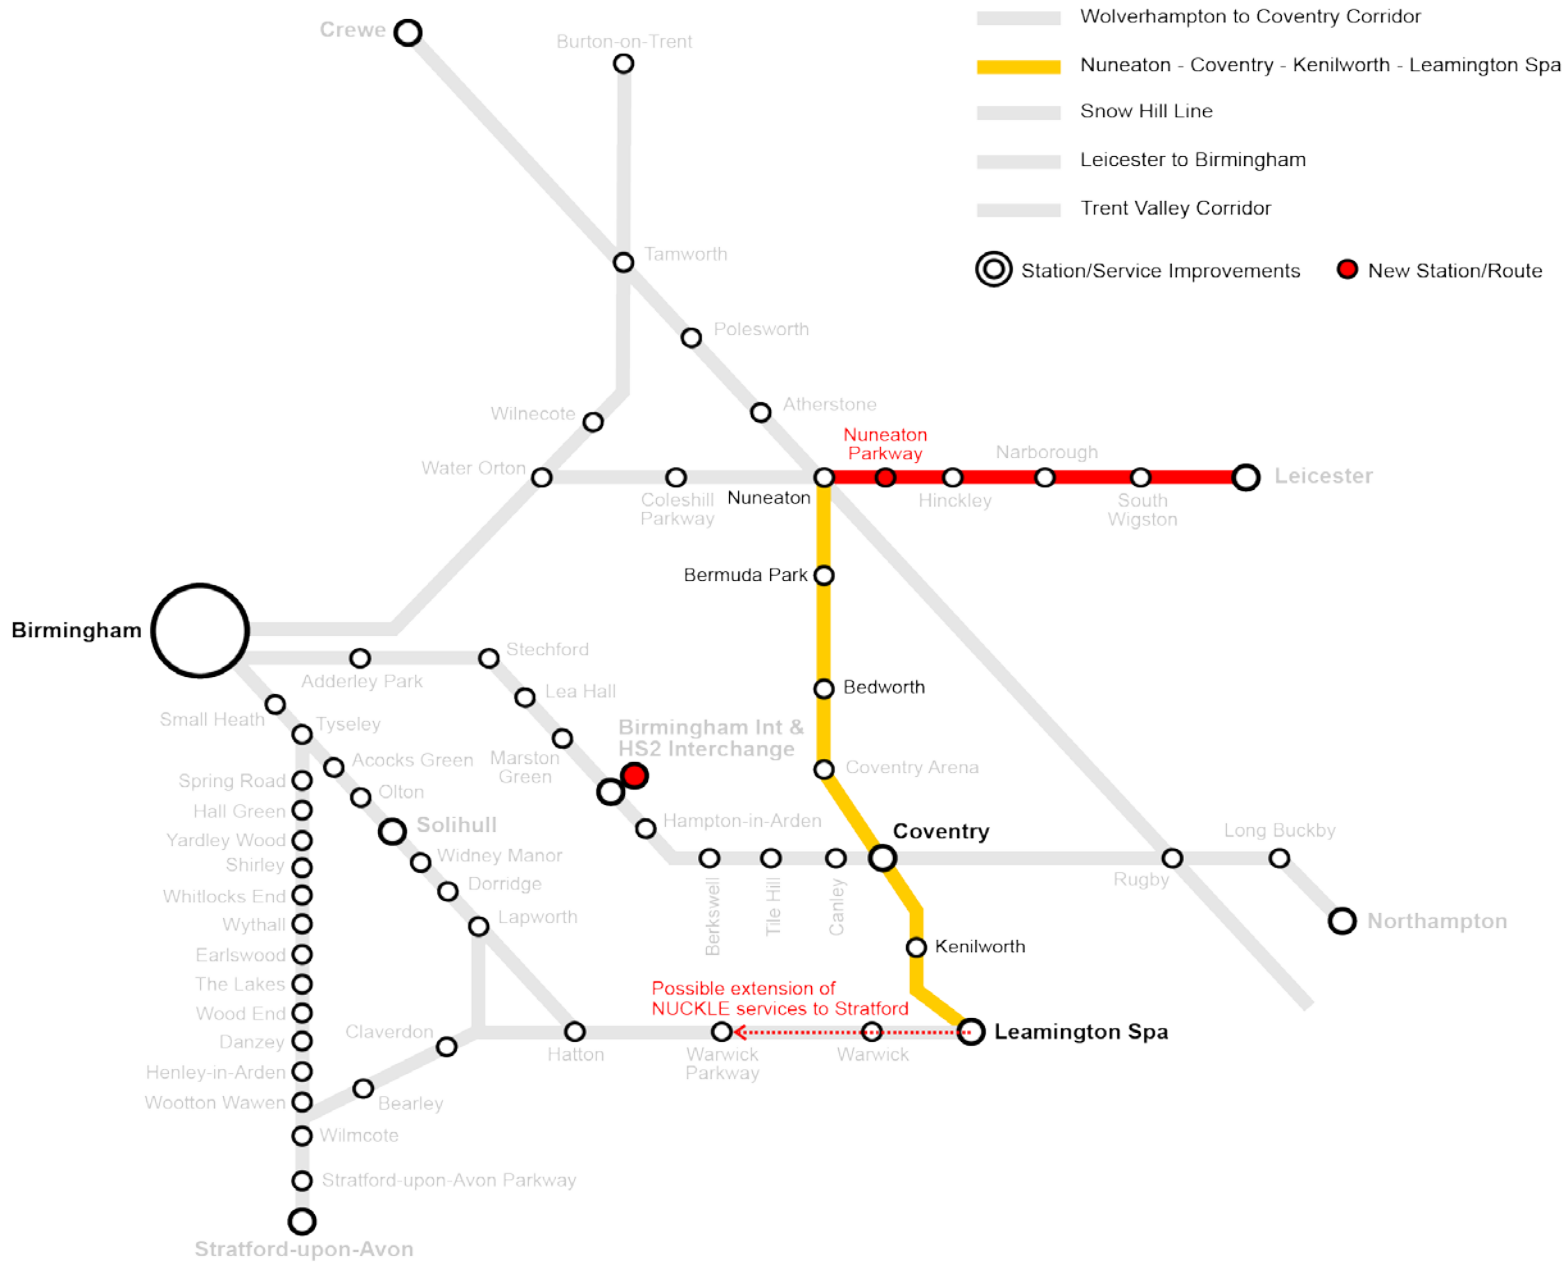 Crewe
Burton-on-Trent
Wolverhampton to Coventry Corridor
Nuneaton - Coventry - Kenilworth - Leamington Spa
Snow Hill Line
Leicester to Birmingham
Trent Valley Corridor
Station/Service Improvements
New Station/Route
Tamworth
Polesworth
Wilnecote
Atherstone
Water Orton
Coleshill
Parkway
Nuneaton
Nuneaton
Parkway
Hinckley
Narborough
South
Wigston
Leicester
Bermuda Park
Birmingham
Adderley Park
Stechford
Lea Hall
Bedworth
Small Heath
Tyseley
Birmingham Int &
HS2 Interchange
Marston
Green
Acocks Green
Coventry Arena
Spring Road
Olton
Hall Green
Solihull
Hampton-in-Arden
Coventry
Long Buckby
Yardley Wood
Shirley
Widney Manor
Dorridge
Berkswell
Tile Hill
Canley
Rugby
Whitlocks End
Wythall
Lapworth
Northampton
Earlswood
Kenilworth
The Lakes
Possible extension of
NUCKLE services to Stratford
Wood End
Danzey
Claverdon
Hatton
Warwick
Parkway
Warwick
Leamington Spa
Henley-in-Arden
Wootton Wawen
Bearley
Wilmcote
Stratford-upon-Avon Parkway
Stratford-upon-Avon